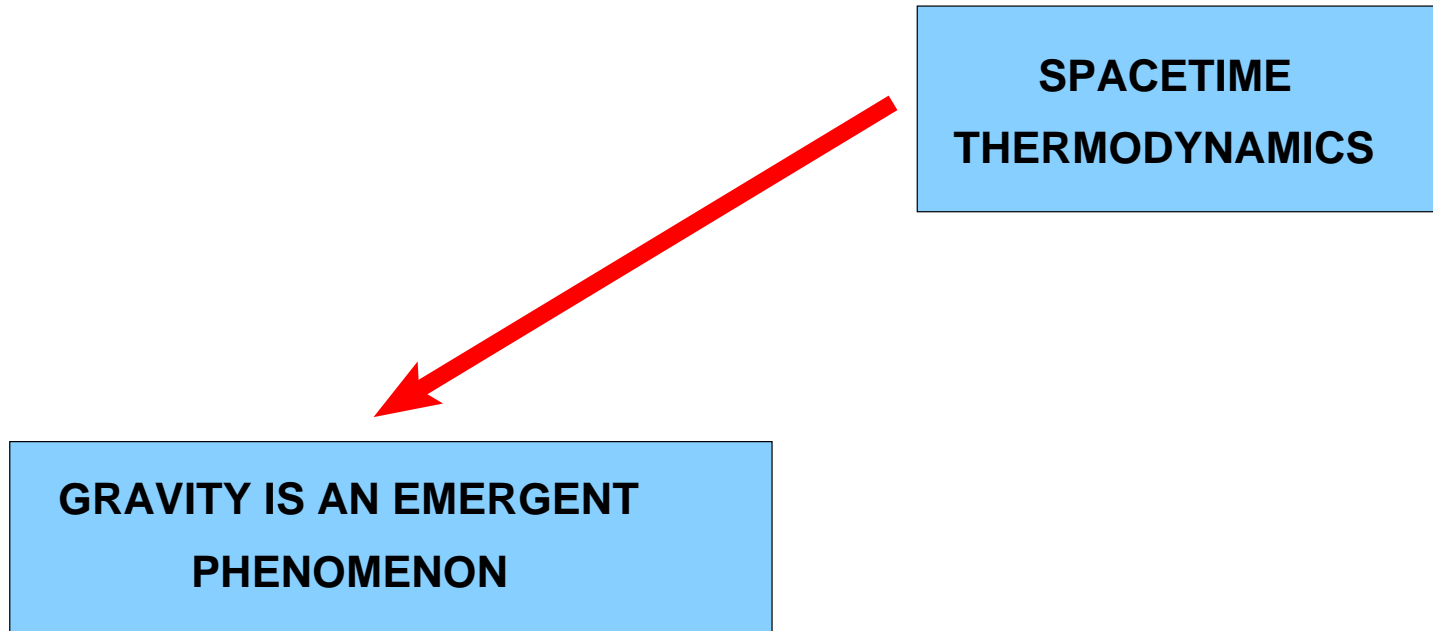 SPACETIME
THERMODYNAMICS
GRAVITY IS AN EMERGENT
PHENOMENON